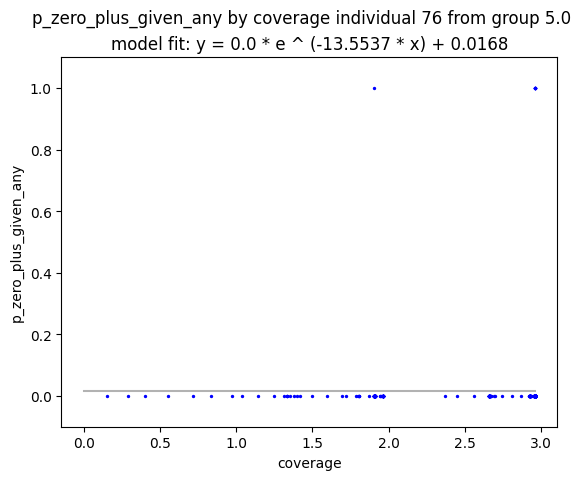 p_zero_plus_given_any by coverage individual 76 from group 5.0
model fit: y = 0.0 * e ^ (-13.5537 * x) + 0.0168
p_zero_plus_given_any
1.0
0.8
0.6
0.4
0.2
0.0
0.0 0.5 1.0 1.5 2.0 2.5 3.0
coverage